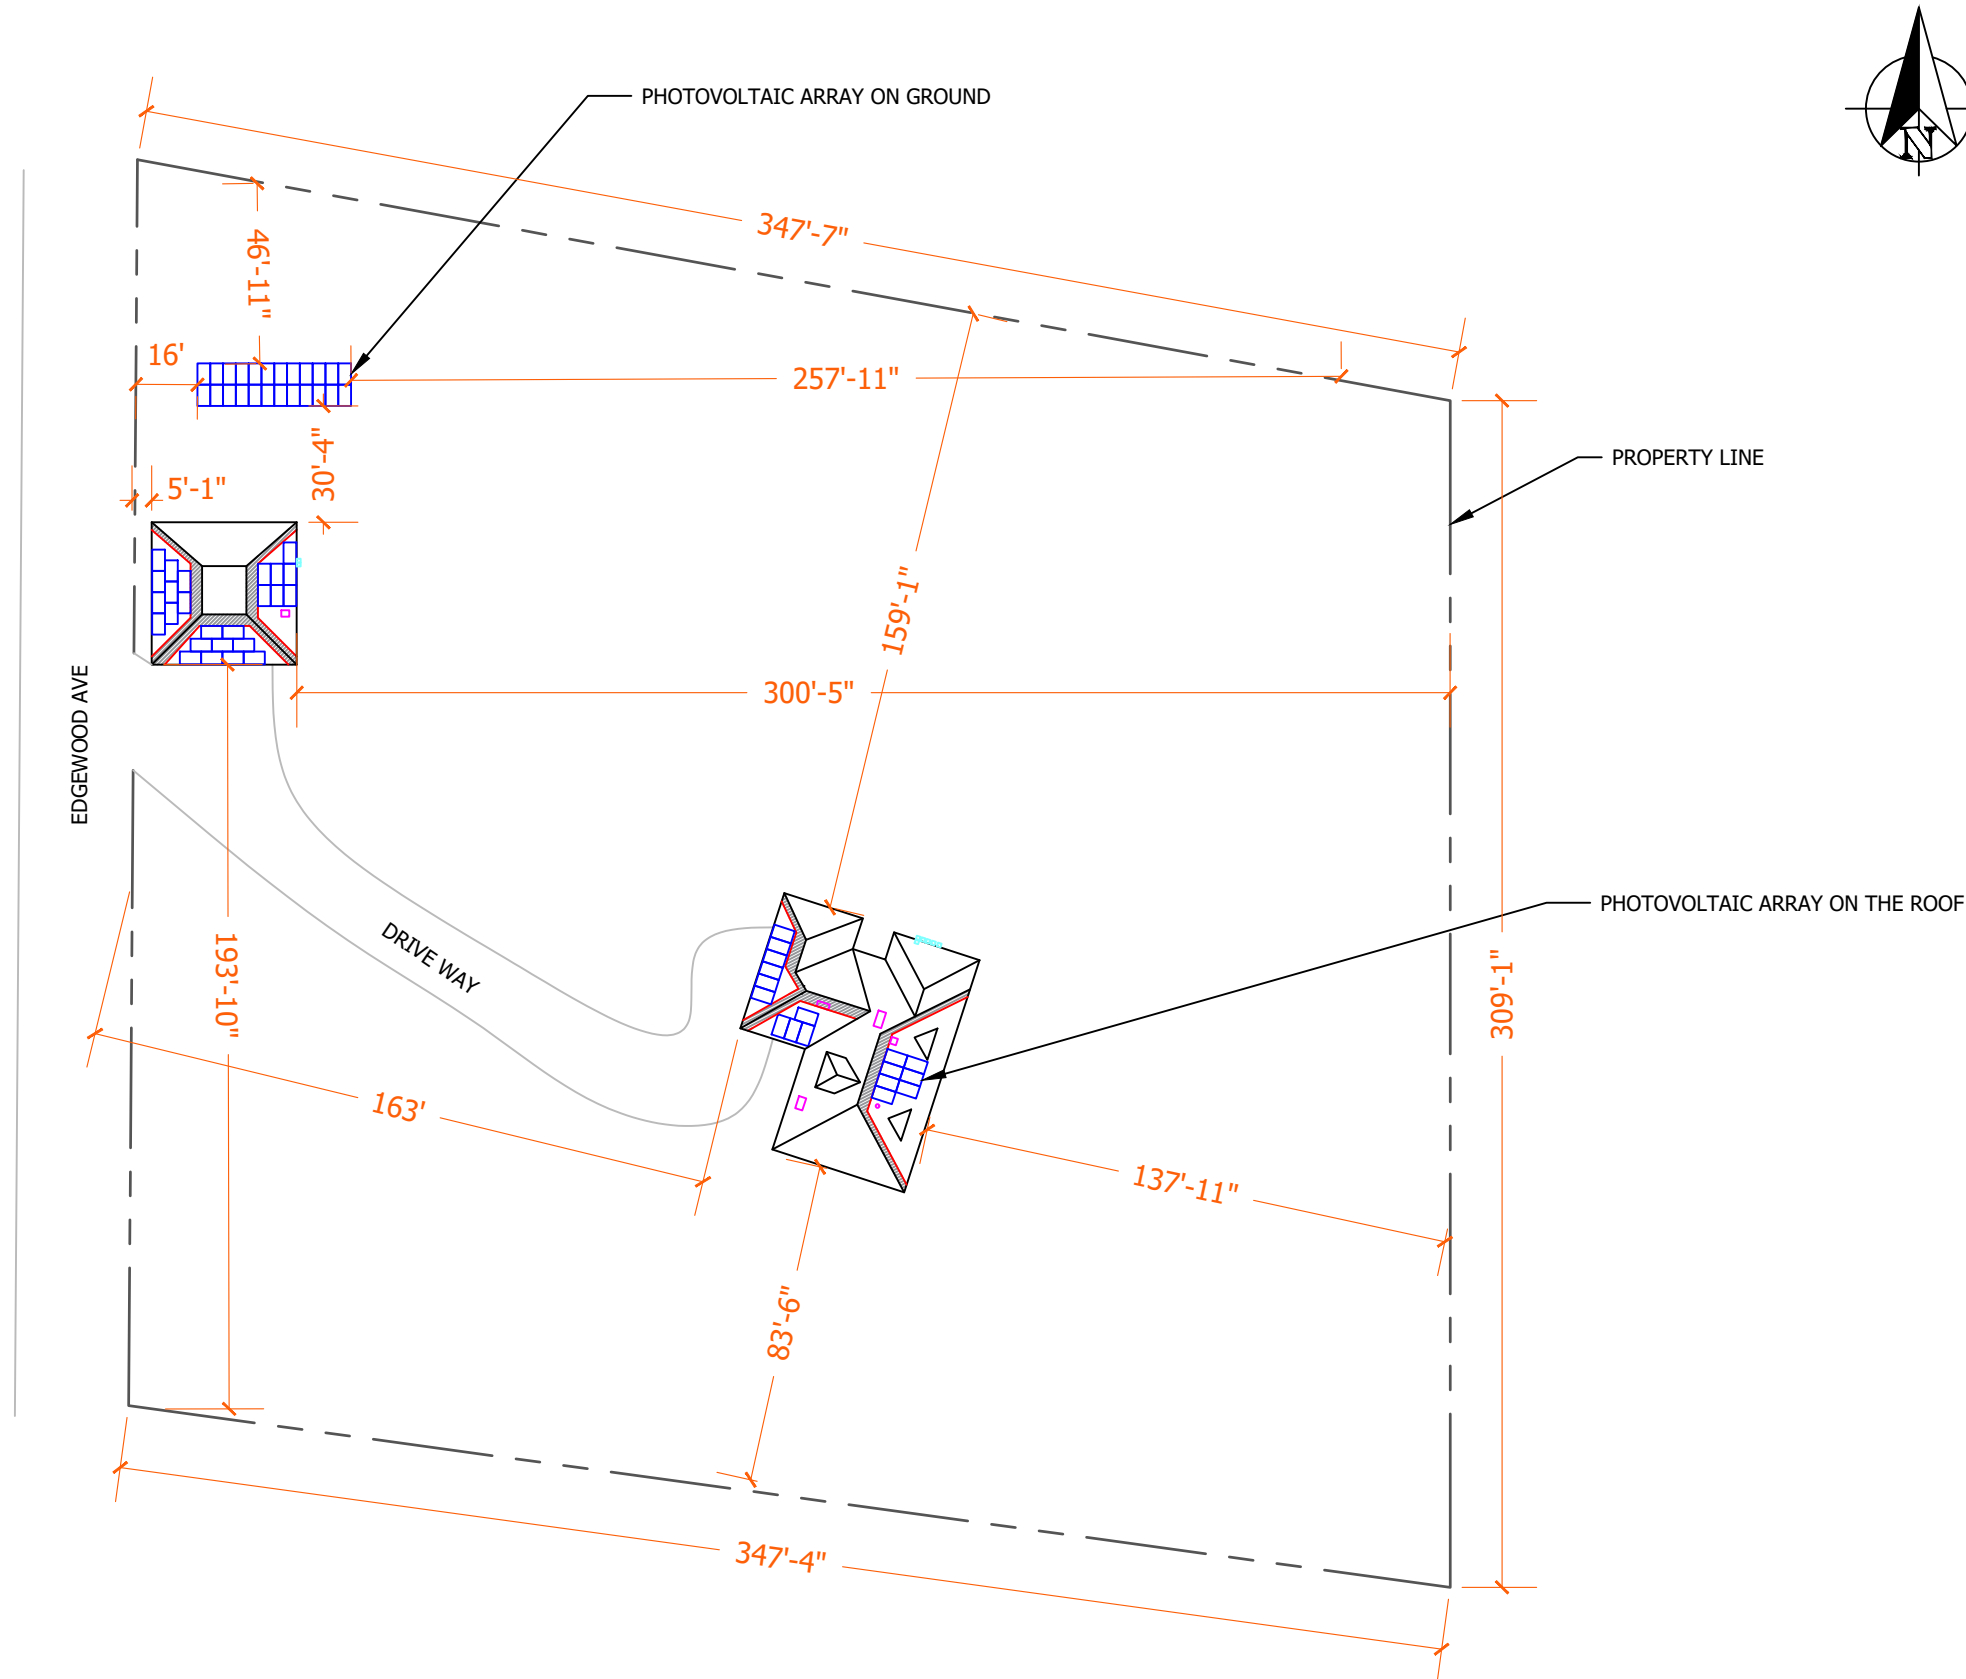 N
PHOTOVOLTAIC ARRAY ON GROUND
347'-7"
46'-11"
16'
257'-11"
30'-4"
PROPERTY LINE
5'-1"
159'-1"
300'-5"
EDGEWOOD AVE
PHOTOVOLTAIC ARRAY ON THE ROOF
DRIVE WAY
193'-10"
309'-1"
163'
137'-11"
83'-6"
347'-4"